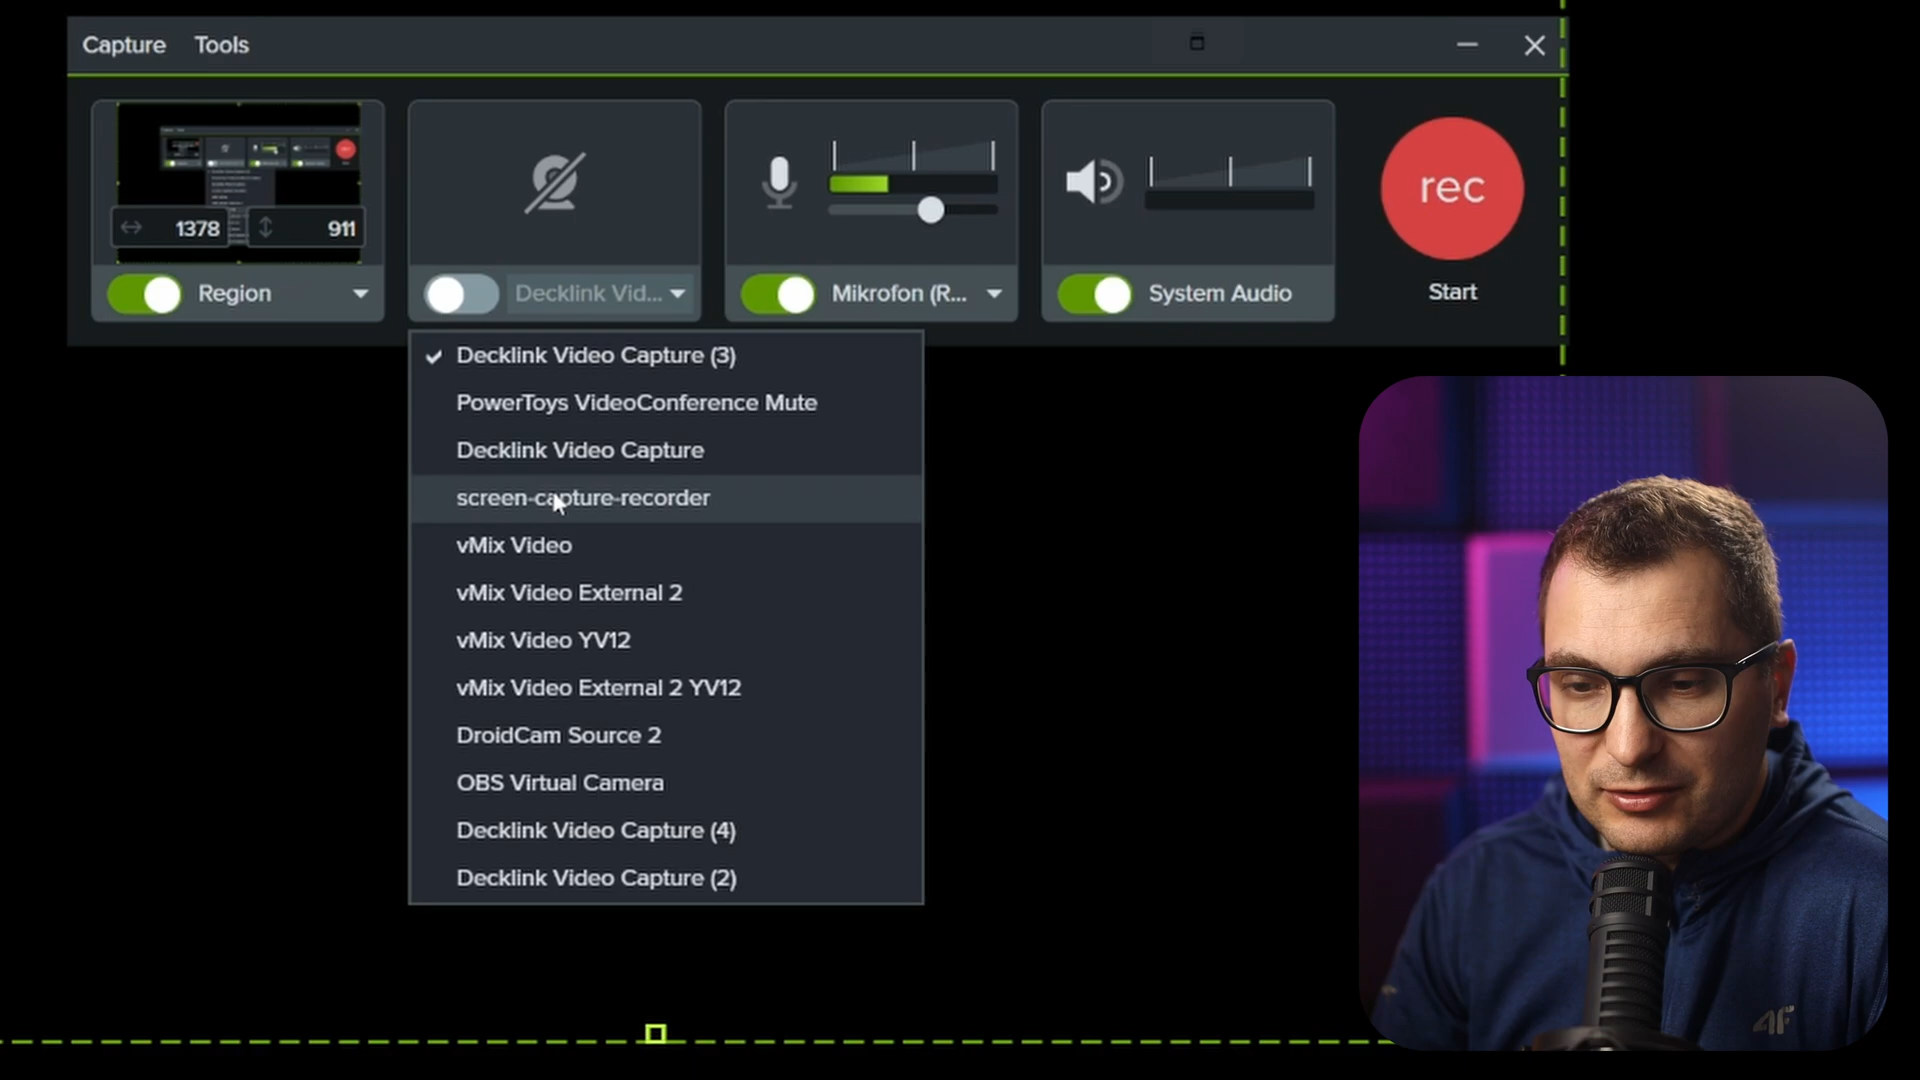 Capture Tools
1378 911
Region
Decklink Vid...
Mikrofon (R...
System Audio
rec
Start
Decklink Video Capture (3)
PowerToys VideoConference Mute
Decklink Video Capture
screen-capture-recorder
vMix Video
vMix Video External 2
vMix Video YV12
vMix Video External 2 YV12
DroidCam Source 2
OBS Virtual Camera
Decklink Video Capture (4)
Decklink Video Capture (2)
4F